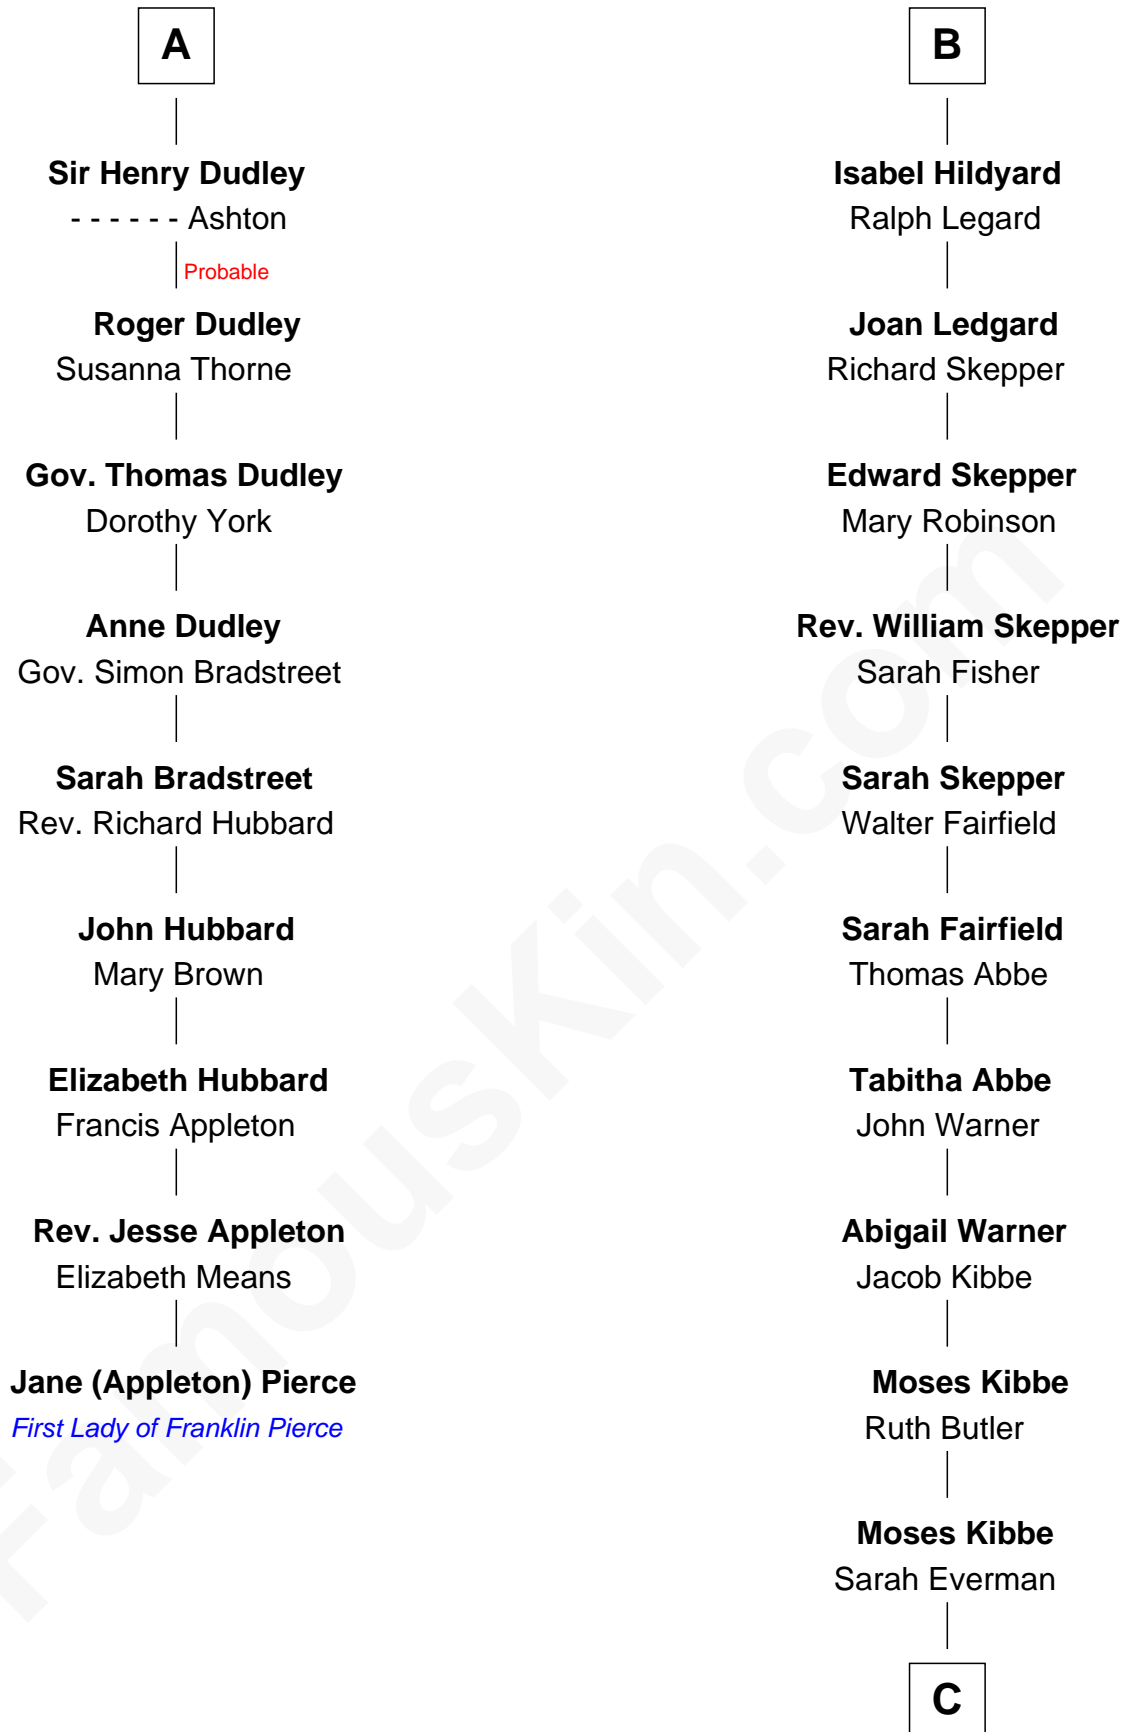 A
Sir Henry Dudley
- - - - - - Ashton
Probable
Roger Dudley
Susanna Thorne
Gov. Thomas Dudley
Dorothy York
Anne Dudley
Gov. Simon Bradstreet
Sarah Bradstreet
Rev. Richard Hubbard
John Hubbard
Mary Brown
Elizabeth Hubbard
Francis Appleton
Rev. Jesse Appleton
Elizabeth Means
Jane (Appleton) Pierce
First Lady of Franklin Pierce
B
Isabel Hildyard
Ralph Legard
Joan Ledgard
Richard Skepper
Edward Skepper
Mary Robinson
Rev. William Skepper
Sarah Fisher
Sarah Skepper
Walter Fairfield
Sarah Fairfield
Thomas Abbe
Tabitha Abbe
John Warner
Abigail Warner
Jacob Kibbe
Moses Kibbe
Ruth Butler
Moses Kibbe
Sarah Everman
C
FamousKin.com